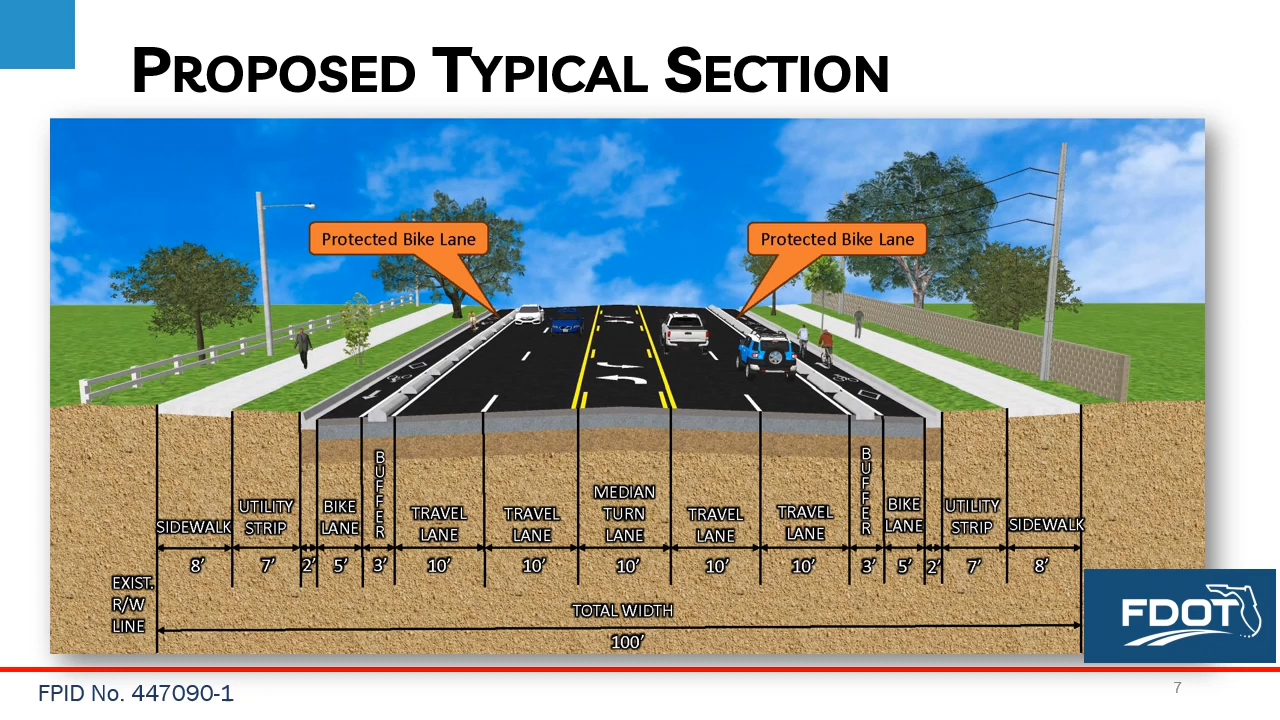 PROPOSED TYPICAL SECTION
Protected Bike Lane
Protected Bike Lane
SIDEWALK
8'
UTILITY
STRIP
7'
2'
BIKE
LANE
5'
BUFFER
3'
TRAVEL
LANE
10'
TRAVEL
LANE
10'
MEDIAN
TURN
LANE
10'
TRAVEL
LANE
10'
TRAVEL
LANE
10'
BUFFER
3'
BIKE
LANE
5'
2'
UTILITY
STRIP
7'
SIDEWALK
8'
EXIST.
R/W
LINE
TOTAL WIDTH
100'
FDOT
FPID No. 447090-1
7